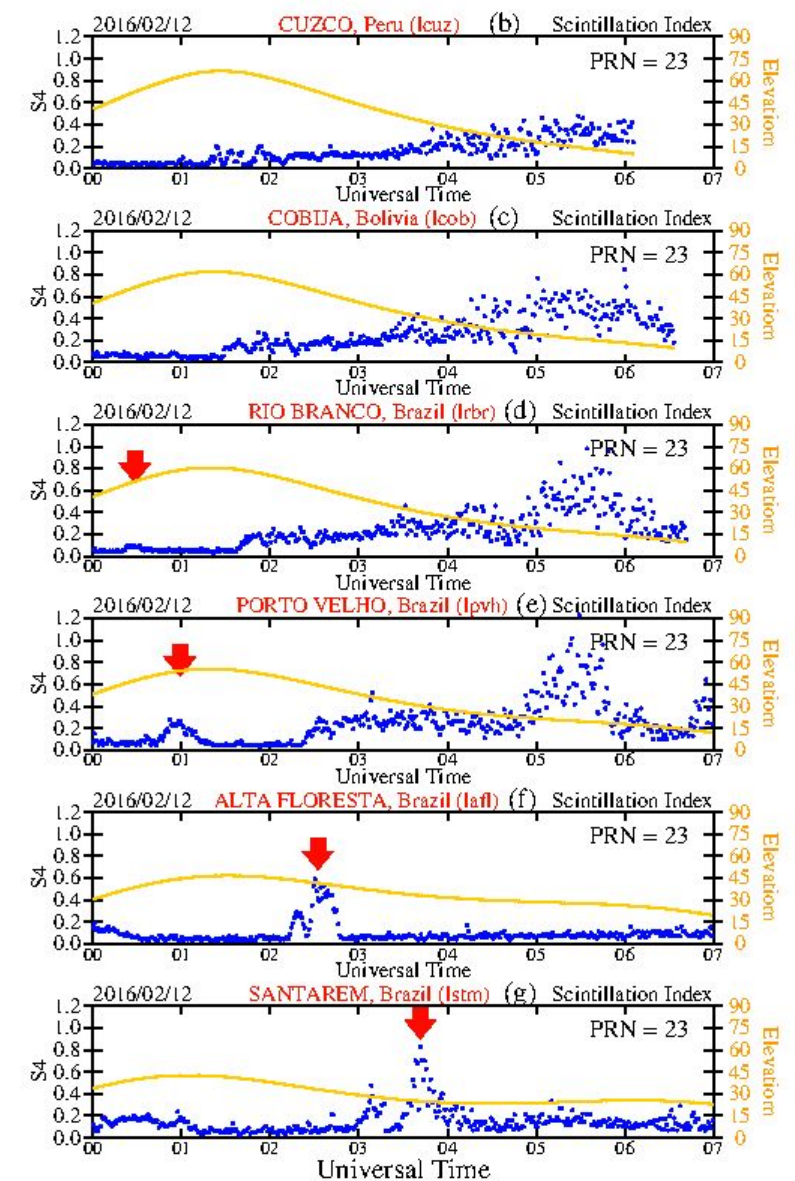 2016/02/12 CUZCO, Peru (lcuz) (b) Scintillation Index
PRN = 23
S4
1.2
1.0
0.8
0.6
0.4
0.2
0.0
90
75
60
45
30
15
0
Elevatiom
00 01 02 03 04 05 06 07
Universal Time
2016/02/12 COBIJA, Bolivia (lcob) (c) Scintillation Index
PRN = 23
S4
1.2
1.0
0.8
0.6
0.4
0.2
0.0
90
75
60
45
30
15
0
Elevatiom
00 01 02 03 04 05 06 07
Universal Time
2016/02/12 RIO BRANCO, Brazil (lrbr) (d) Scintillation Index
PRN = 23
S4
1.2
1.0
0.8
0.6
0.4
0.2
0.0
90
75
60
45
30
15
0
Elevatiom
00 01 02 03 04 05 06 07
Universal Time
2016/02/12 PORTO VELHO, Brazil (lpvh) (e) Scintillation Index
PRN = 23
S4
1.2
1.0
0.8
0.6
0.4
0.2
0.0
90
75
60
45
30
15
0
Elevatiom
00 01 02 03 04 05 06 07
Universal Time
2016/02/12 ALTA FLORESTA, Brazil (lafl) (f) Scintillation Index
PRN = 23
S4
1.2
1.0
0.8
0.6
0.4
0.2
0.0
90
75
60
45
30
15
0
Elevatiom
00 01 02 03 04 05 06 07
Universal Time
2016/02/12 SANTAREM, Brazil (lstm) (g) Scintillation Index
PRN = 23
S4
1.2
1.0
0.8
0.6
0.4
0.2
0.0
90
75
60
45
30
15
0
Elevatiom
00 01 02 03 04 05 06 07
Universal Time